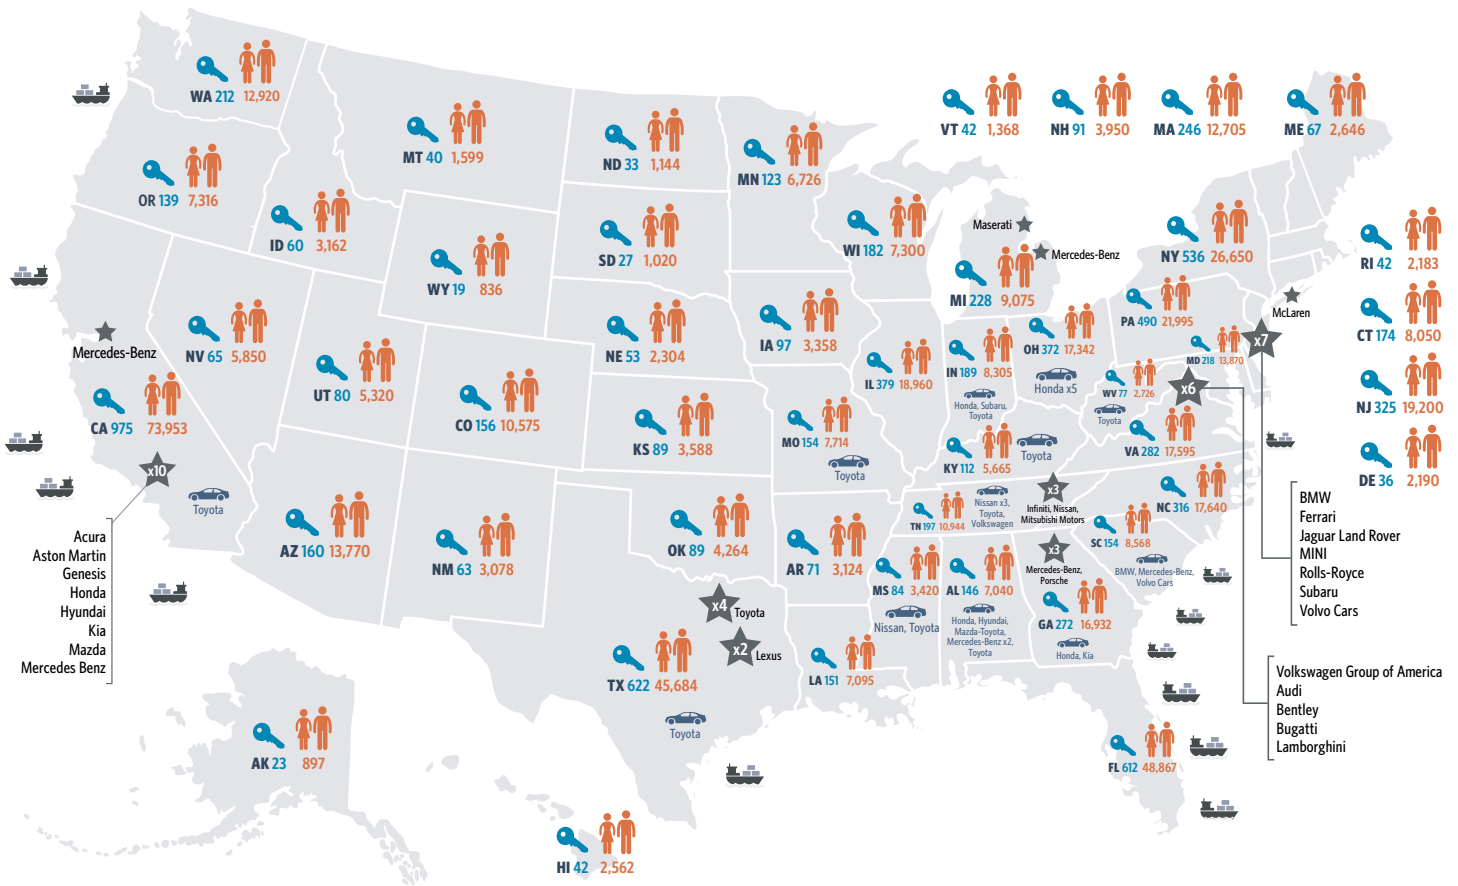 WA 212 12,920
OR 139 7,316
ID 60 3,162
MT 40 1,599
WY 19 836
ND 33 1,144
SD 27 1,020
NE 53 2,304
MN 123 6,726
WI 182 7,300
IA 97 3,358
VT 42 1,368
NH 91 3,950
MA 246 12,705
ME 67 2,646
Maserati
Mercedes-Benz
MI 228 9,075
NY 536 26,650
RI 42 2,183
CT 174 8,050
NJ 325 19,200
DE 36 2,190
McLaren
x7
PA 490 21,995
MD 218 13,870
x6
OH 372 17,342
Honda x5
IN 189 8,305
Honda, Subaru,
Toyota
IL 379 18,960
WV 77 2,726
Toyota
VA 282 17,595
KY 112 5,665
Toyota
Mercedes-Benz
CA 975 73,953
x10
Toyota
NV 65 5,850
UT 80 5,320
CO 156 10,575
KS 89 3,588
MO 154 7,714
Toyota
Acura
Aston Martin
Genesis
Honda
Hyundai
Kia
Mazda
Mercedes Benz
AZ 160 13,770
NM 63 3,078
OK 89 4,264
AR 71 3,124
TN 197 10,944
Nissan x3,
Toyota,
Volkswagen
x3
Infiniti, Nissan,
Mitsubishi Motors
NC 316 17,640
SC 154 8,568
BMW, Mercedes-Benz,
Volvo Cars
x3
Mercedes-Benz,
Porsche
GA 272 16,932
Honda, Kia
MS 84 3,420
Nissan, Toyota
AL 146 7,040
Honda, Hyundai,
Mazda-Toyota,
Mercedes-Benz x2,
Toyota
BMW
Ferrari
Jaguar Land Rover
MINI
Rolls-Royce
Subaru
Volvo Cars
x4
Toyota
x2
Lexus
TX 622 45,684
Toyota
LA 151 7,095
Volkswagen Group of America
Audi
Bentley
Bugatti
Lamborghini
FL 612 48,867
AK 23 897
HI 42 2,562